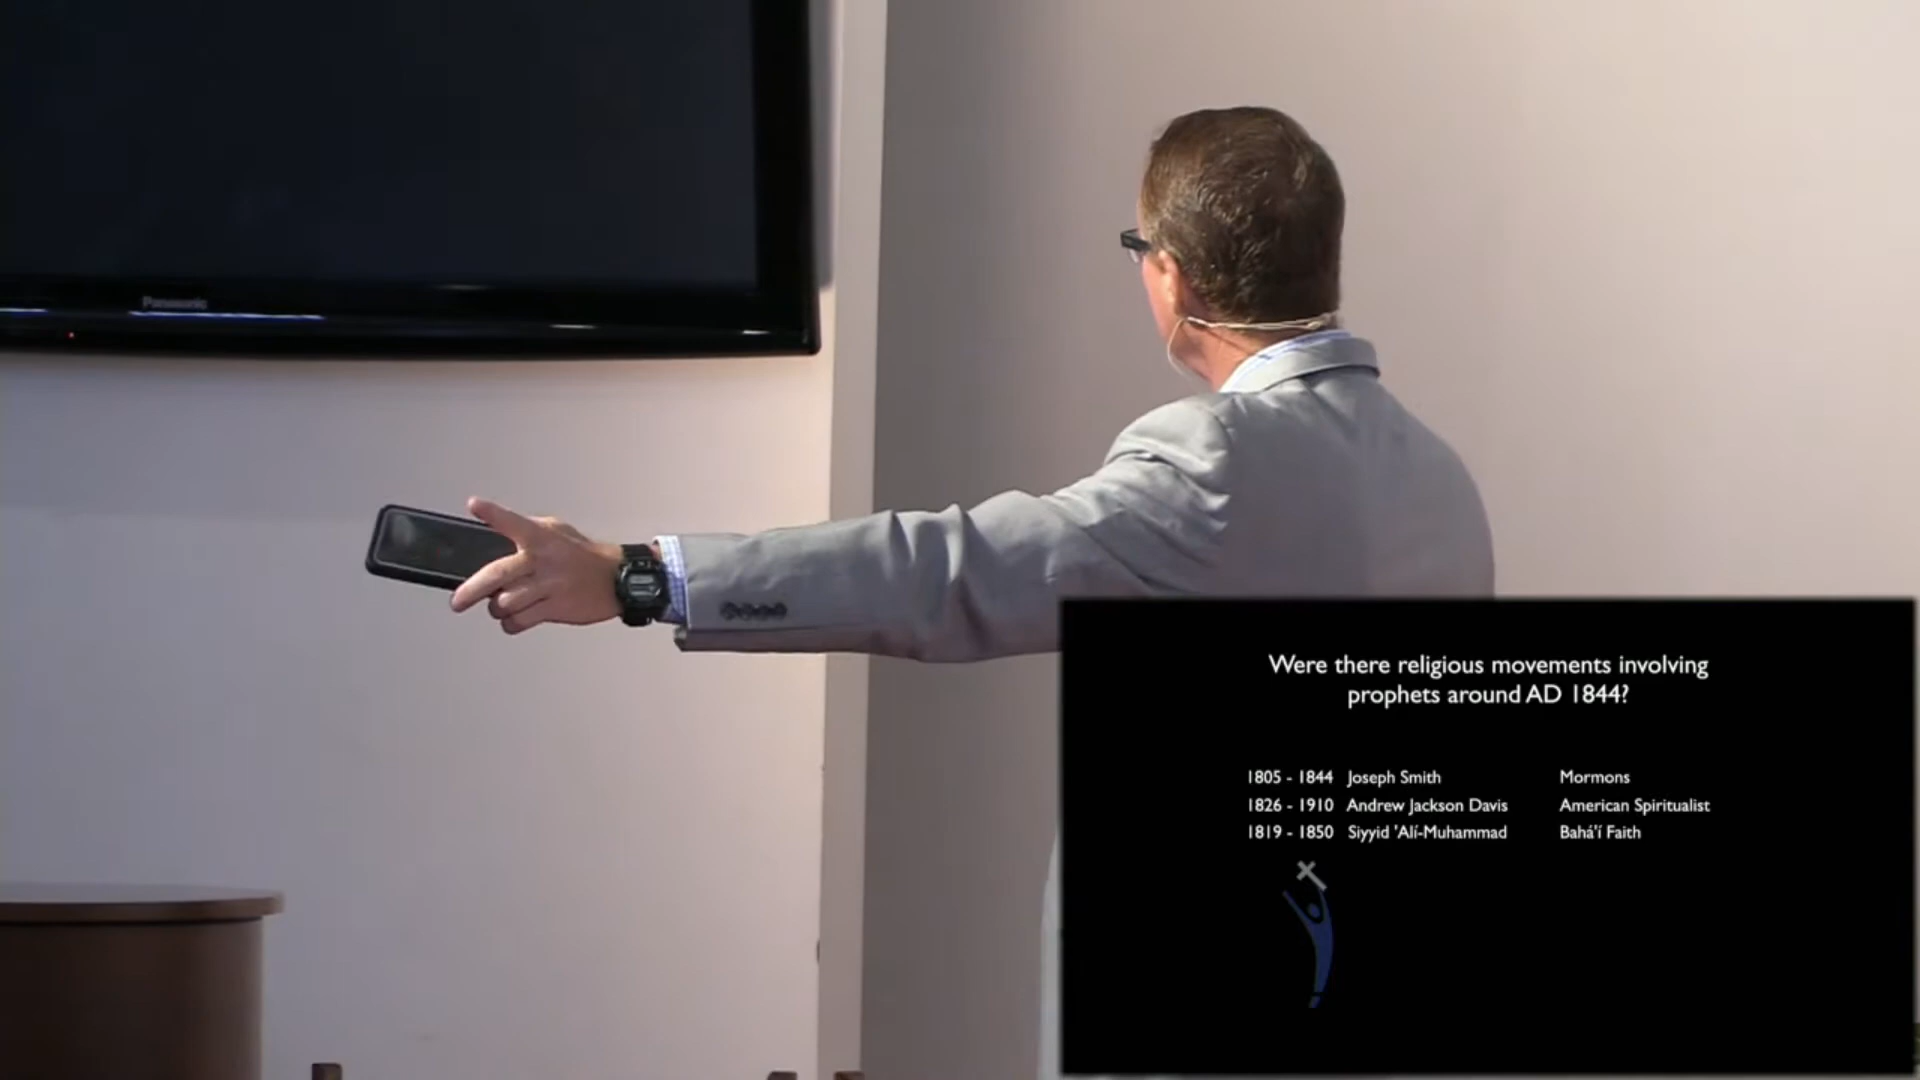 Panasonic
Were there religious movements involving
prophets around AD 1844?
1805 - 1844 Joseph Smith Mormons
1826 - 1910 Andrew Jackson Davis American Spiritualist
1819 - 1850 Siyyid 'Alí-Muhammad Bahá'í Faith